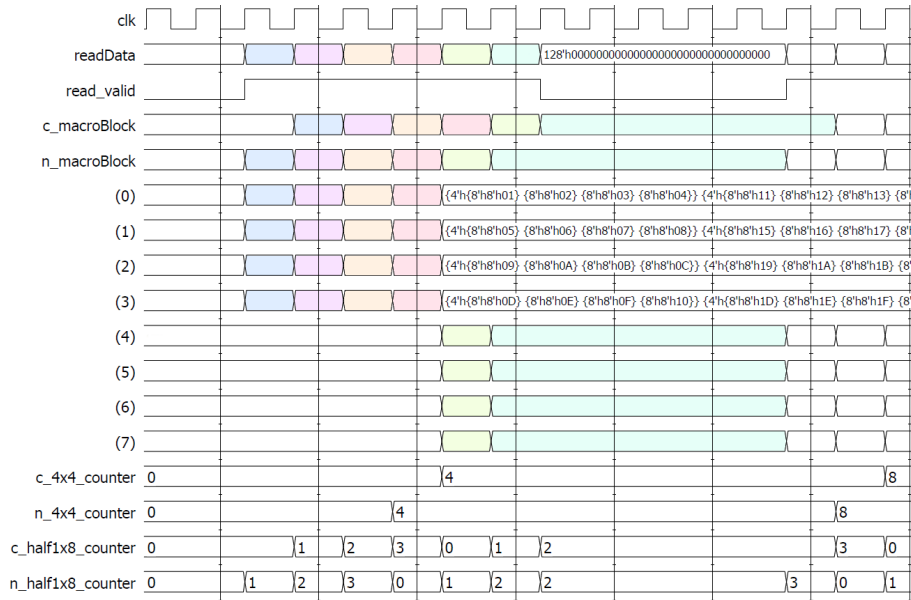 clk
readData 128'h00000000000000000000000000000000
read_valid
c_macroBlock
n_macroBlock
(0) {4'h{8'h8'h01} {8'h8'h02} {8'h8'h03} {8'h8'h04}} {4'h{8'h8'h11} {8'h8'h12} {8'h8'h13} {8'h
(1) {4'h{8'h8'h05} {8'h8'h06} {8'h8'h07} {8'h8'h08}} {4'h{8'h8'h15} {8'h8'h16} {8'h8'h17} {8'h
(2) {4'h{8'h8'h09} {8'h8'h0A} {8'h8'h0B} {8'h8'h0C}} {4'h{8'h8'h19} {8'h8'h1A} {8'h8'h1B} {8'
(3) {4'h{8'h8'h0D} {8'h8'h0E} {8'h8'h0F} {8'h8'h10}} {4'h{8'h8'h1D} {8'h8'h1E} {8'h8'h1F} {8'
(4)
(5)
(6)
(7)
c_4x4_counter 0 4 8
n_4x4_counter 0 4 8
c_half1x8_counter 0 1 2 3 0 1 2 3 0
n_half1x8_counter 0 1 2 3 0 1 2 2 3 0 1